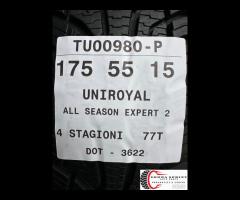 TU00980-P
175 55 15
UNIROYAL
ALL SEASON EXPERT 2
4 STAGIONI 77T
DOT - 3622